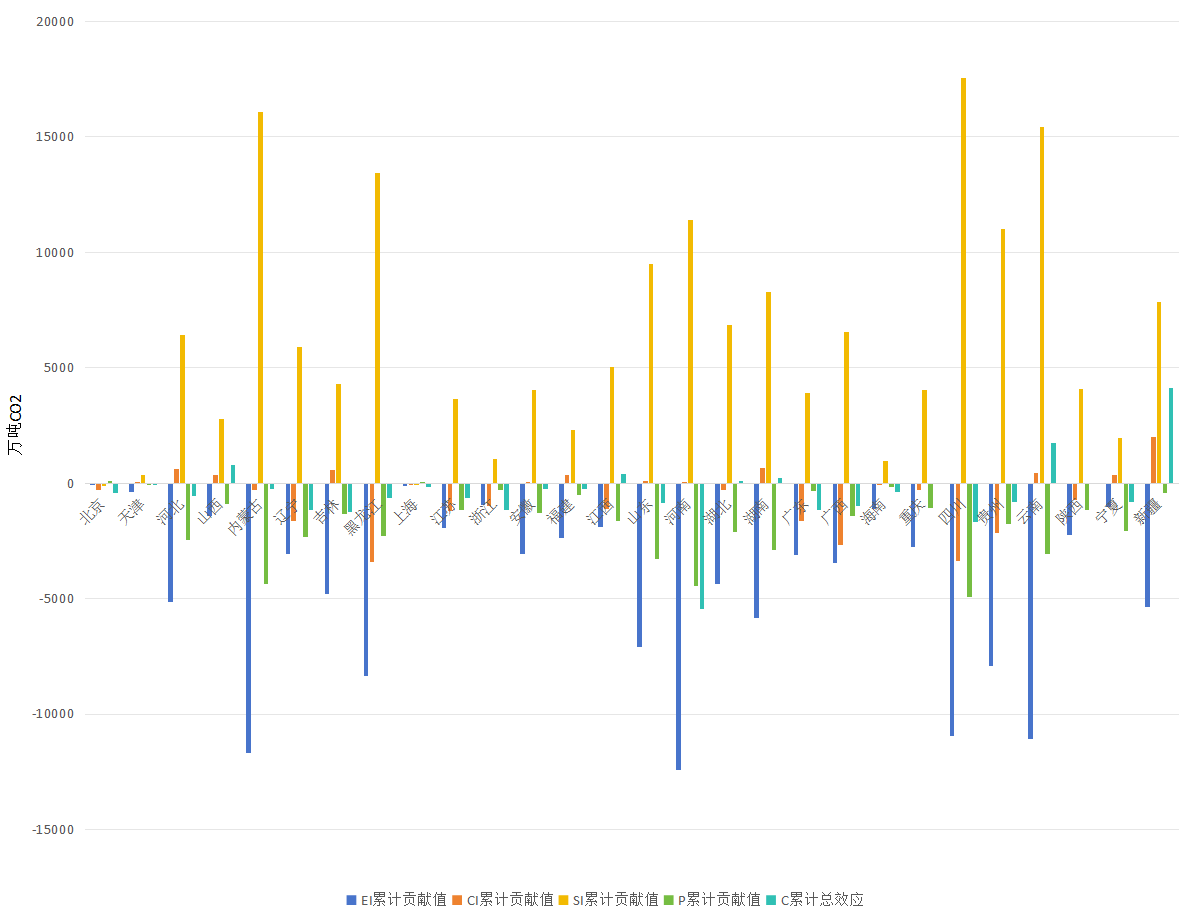 20000
15000
10000
5000
0
-5000
-10000
-15000
万吨CO2
北京
天津
河北
山西
内蒙古
辽宁
吉林
黑龙江
上海
江苏
浙江
安徽
福建
江西
山东
河南
湖北
湖南
广东
广西
海南
重庆
四川
贵州
云南
陕西
宁夏
新疆
EI累计贡献值 CI累计贡献值 SI累计贡献值 P累计贡献值 C累计总效应